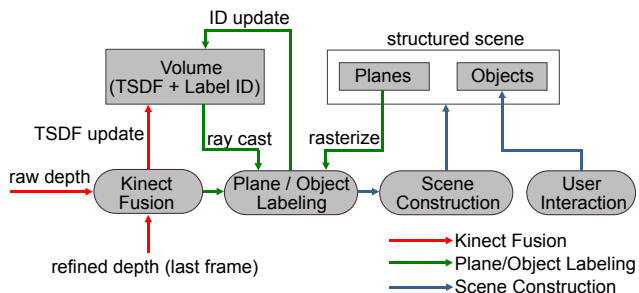 ID update
structured scene
Volume
(TSDF + Label ID)
Planes
Objects
TSDF update
ray cast
rasterize
raw depth
Kinect
Fusion
Plane / Object
Labeling
Scene
Construction
User
Interaction
refined depth (last frame)
Kinect Fusion
Plane/Object Labeling
Scene Construction